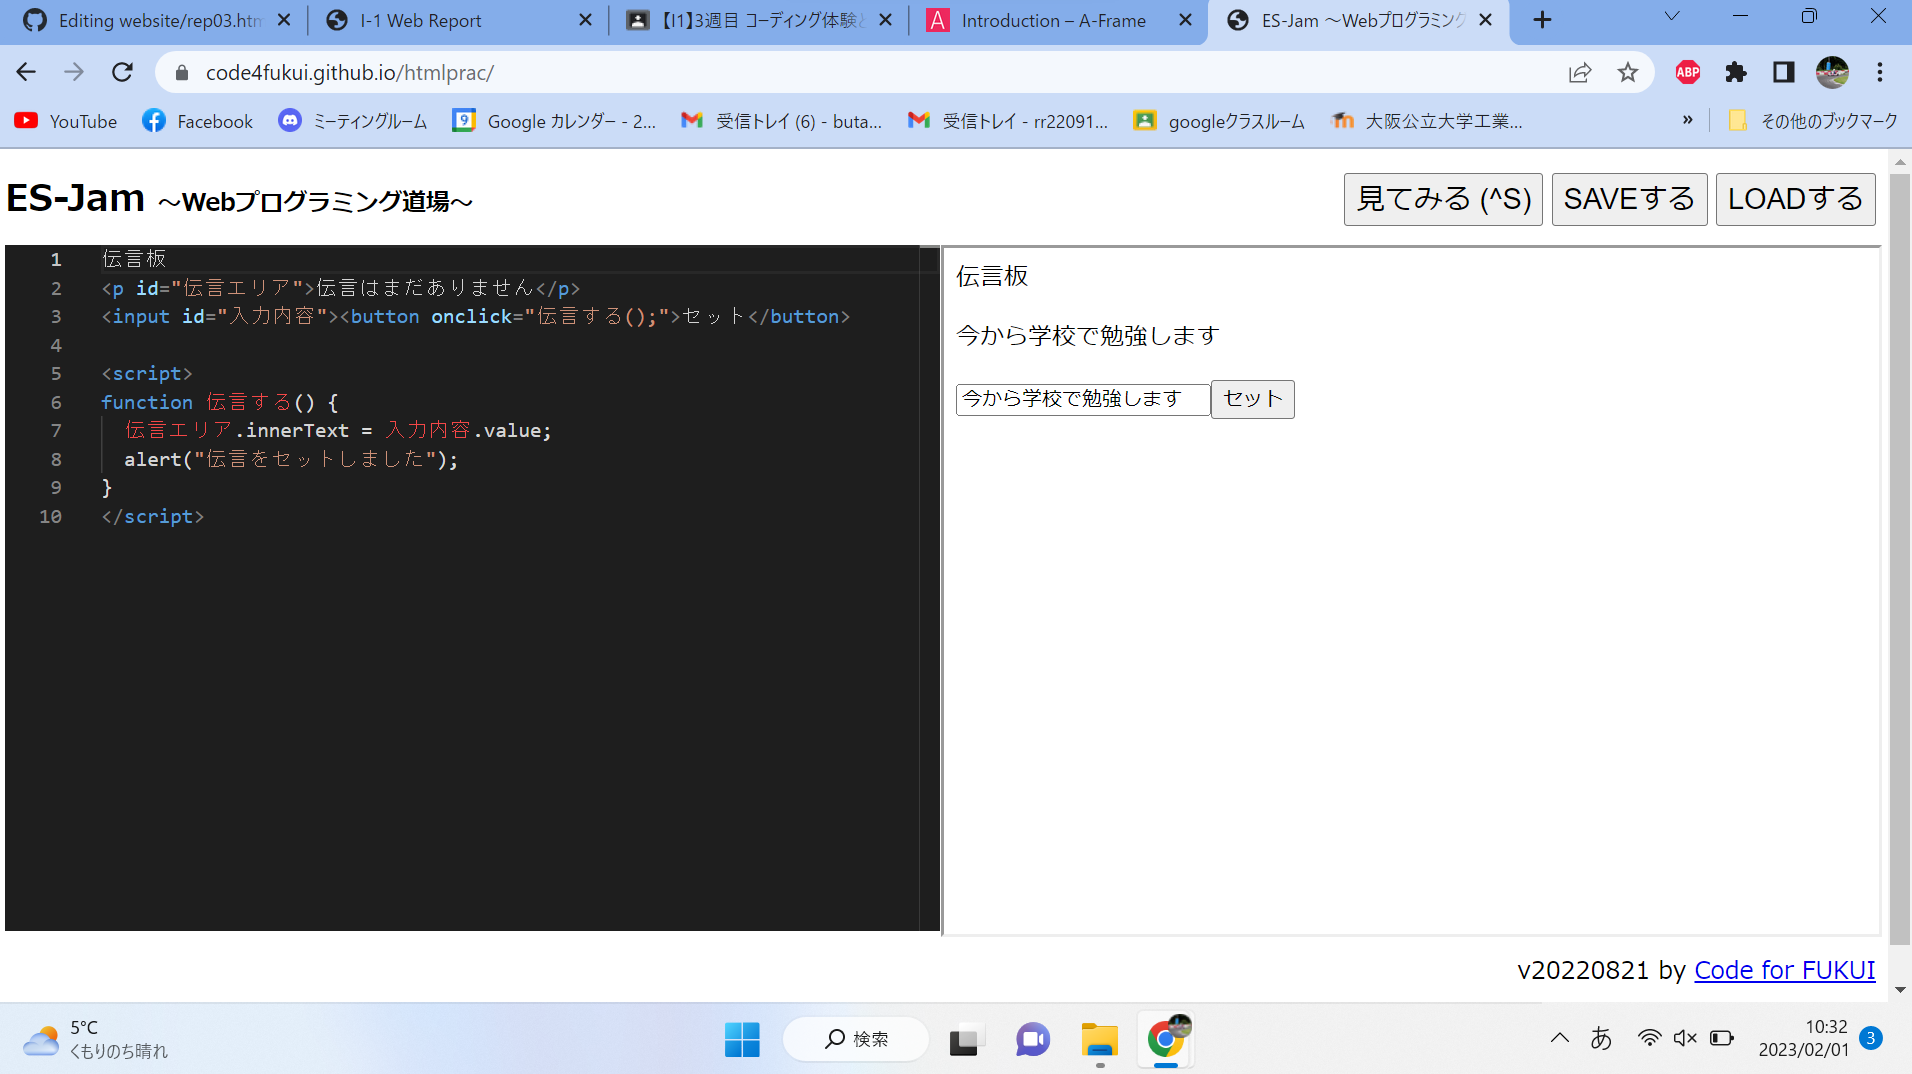 Editing website/rep03.htm
I-1 Web Report
【I1】3週目 コーディング体験と
Introduction – A-Frame
ES-Jam ～Webプログラミング
code4fukui.github.io/htmlprac/
ABP
YouTube
Facebook
ミーティングルーム
9
Google カレンダー - 2...
受信トレイ (6) - buta...
受信トレイ - rr22091...
googleクラスルーム
大阪公立大学工業...
»
その他のブックマーク
ES-Jam ～Webプログラミング道場～
見てみる (^S)
SAVEする
LOADする
1 伝言板
2 <p id="伝言エリア">伝言はまだありません</p>
3 <input id="入力内容"><button onclick="伝言する();">セット</button>
4
5 <script>
6 function 伝言する() {
7 伝言エリア.innerText = 入力内容.value;
8 alert("伝言をセットしました");
9 }
10 </script>
伝言板
今から学校で勉強します
今から学校で勉強します
セット
v20220821 by Code for FUKUI
5°C
くもりのち晴れ
検索
あ
10:32
2023/02/01
3